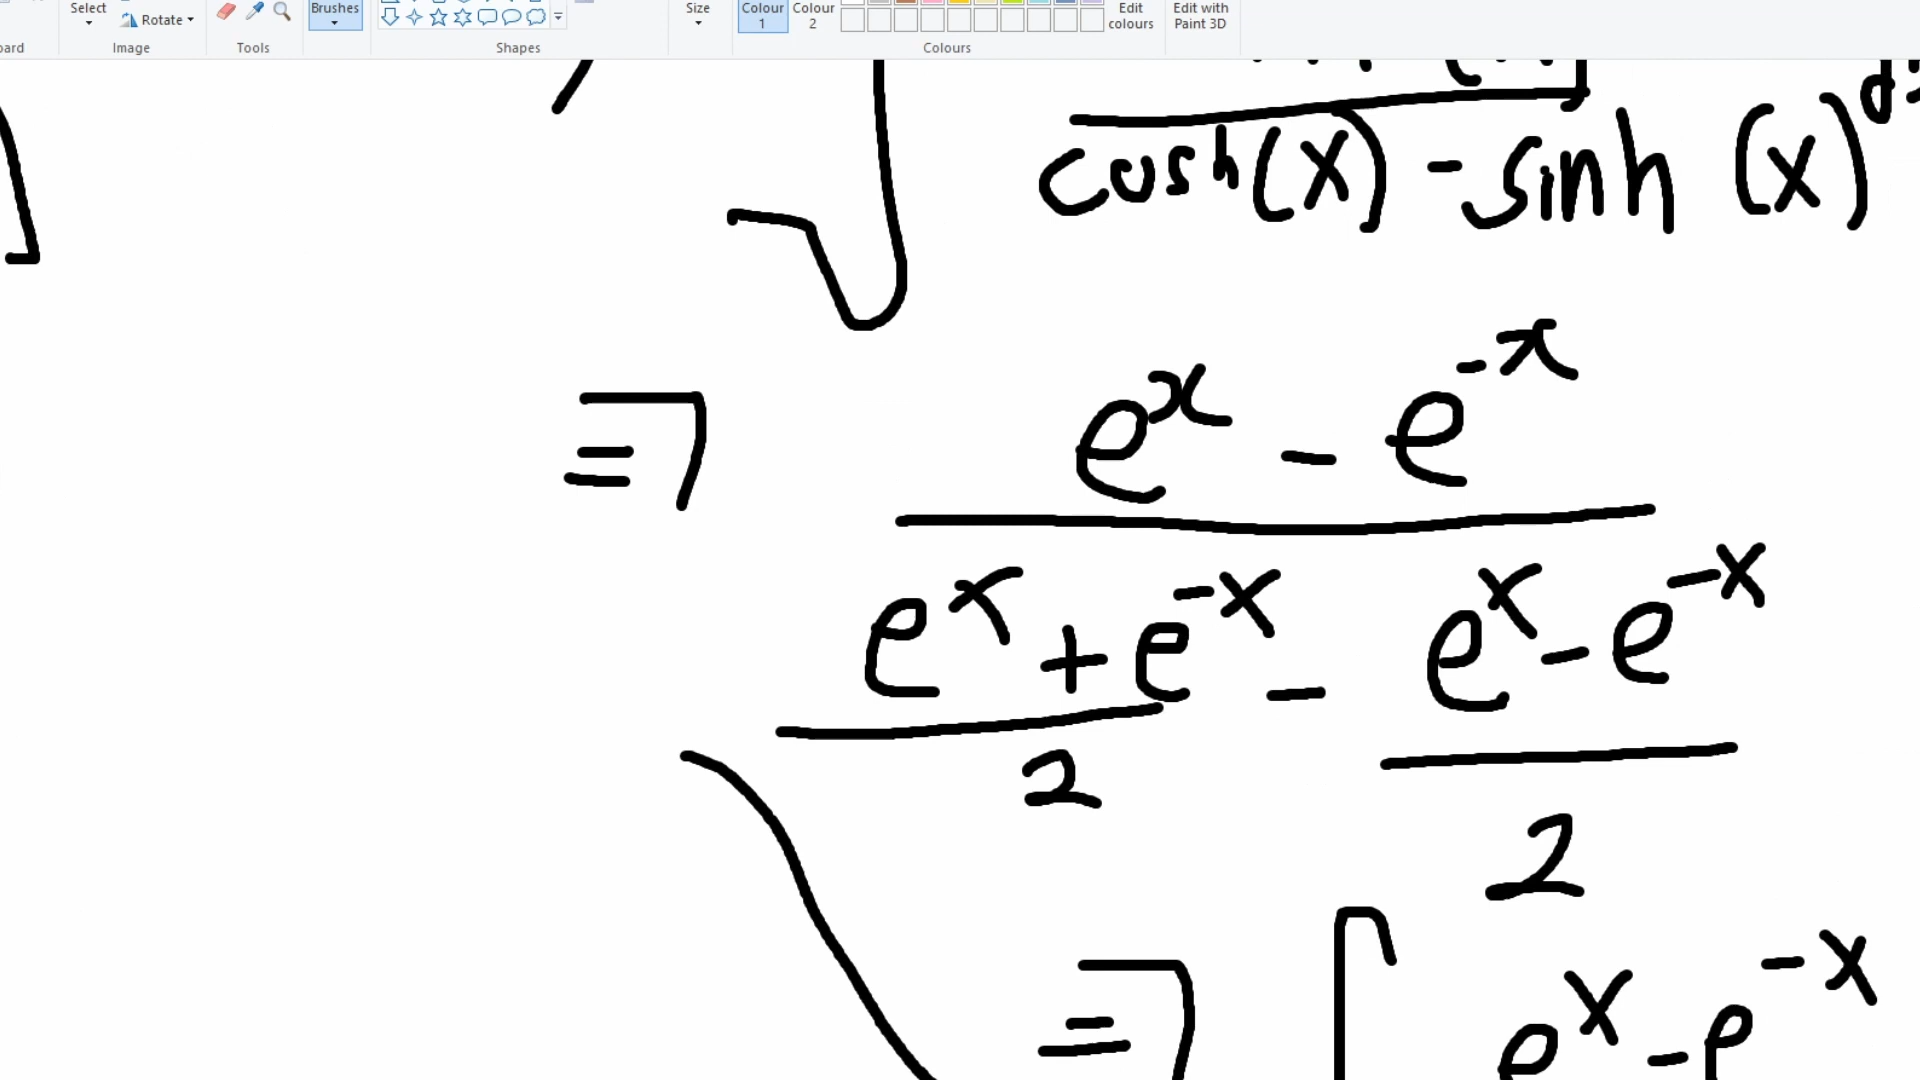 Select Rotate Brushes Size Colour 1 Colour 2 Edit colours Edit with Paint 3D
Image Tools Shapes Colours
cosh(x) - sinh (x)
=7 e^x - e^-x
e^x + e^-x - e^x - e^-x
2 2
=7 e^x - e^-x